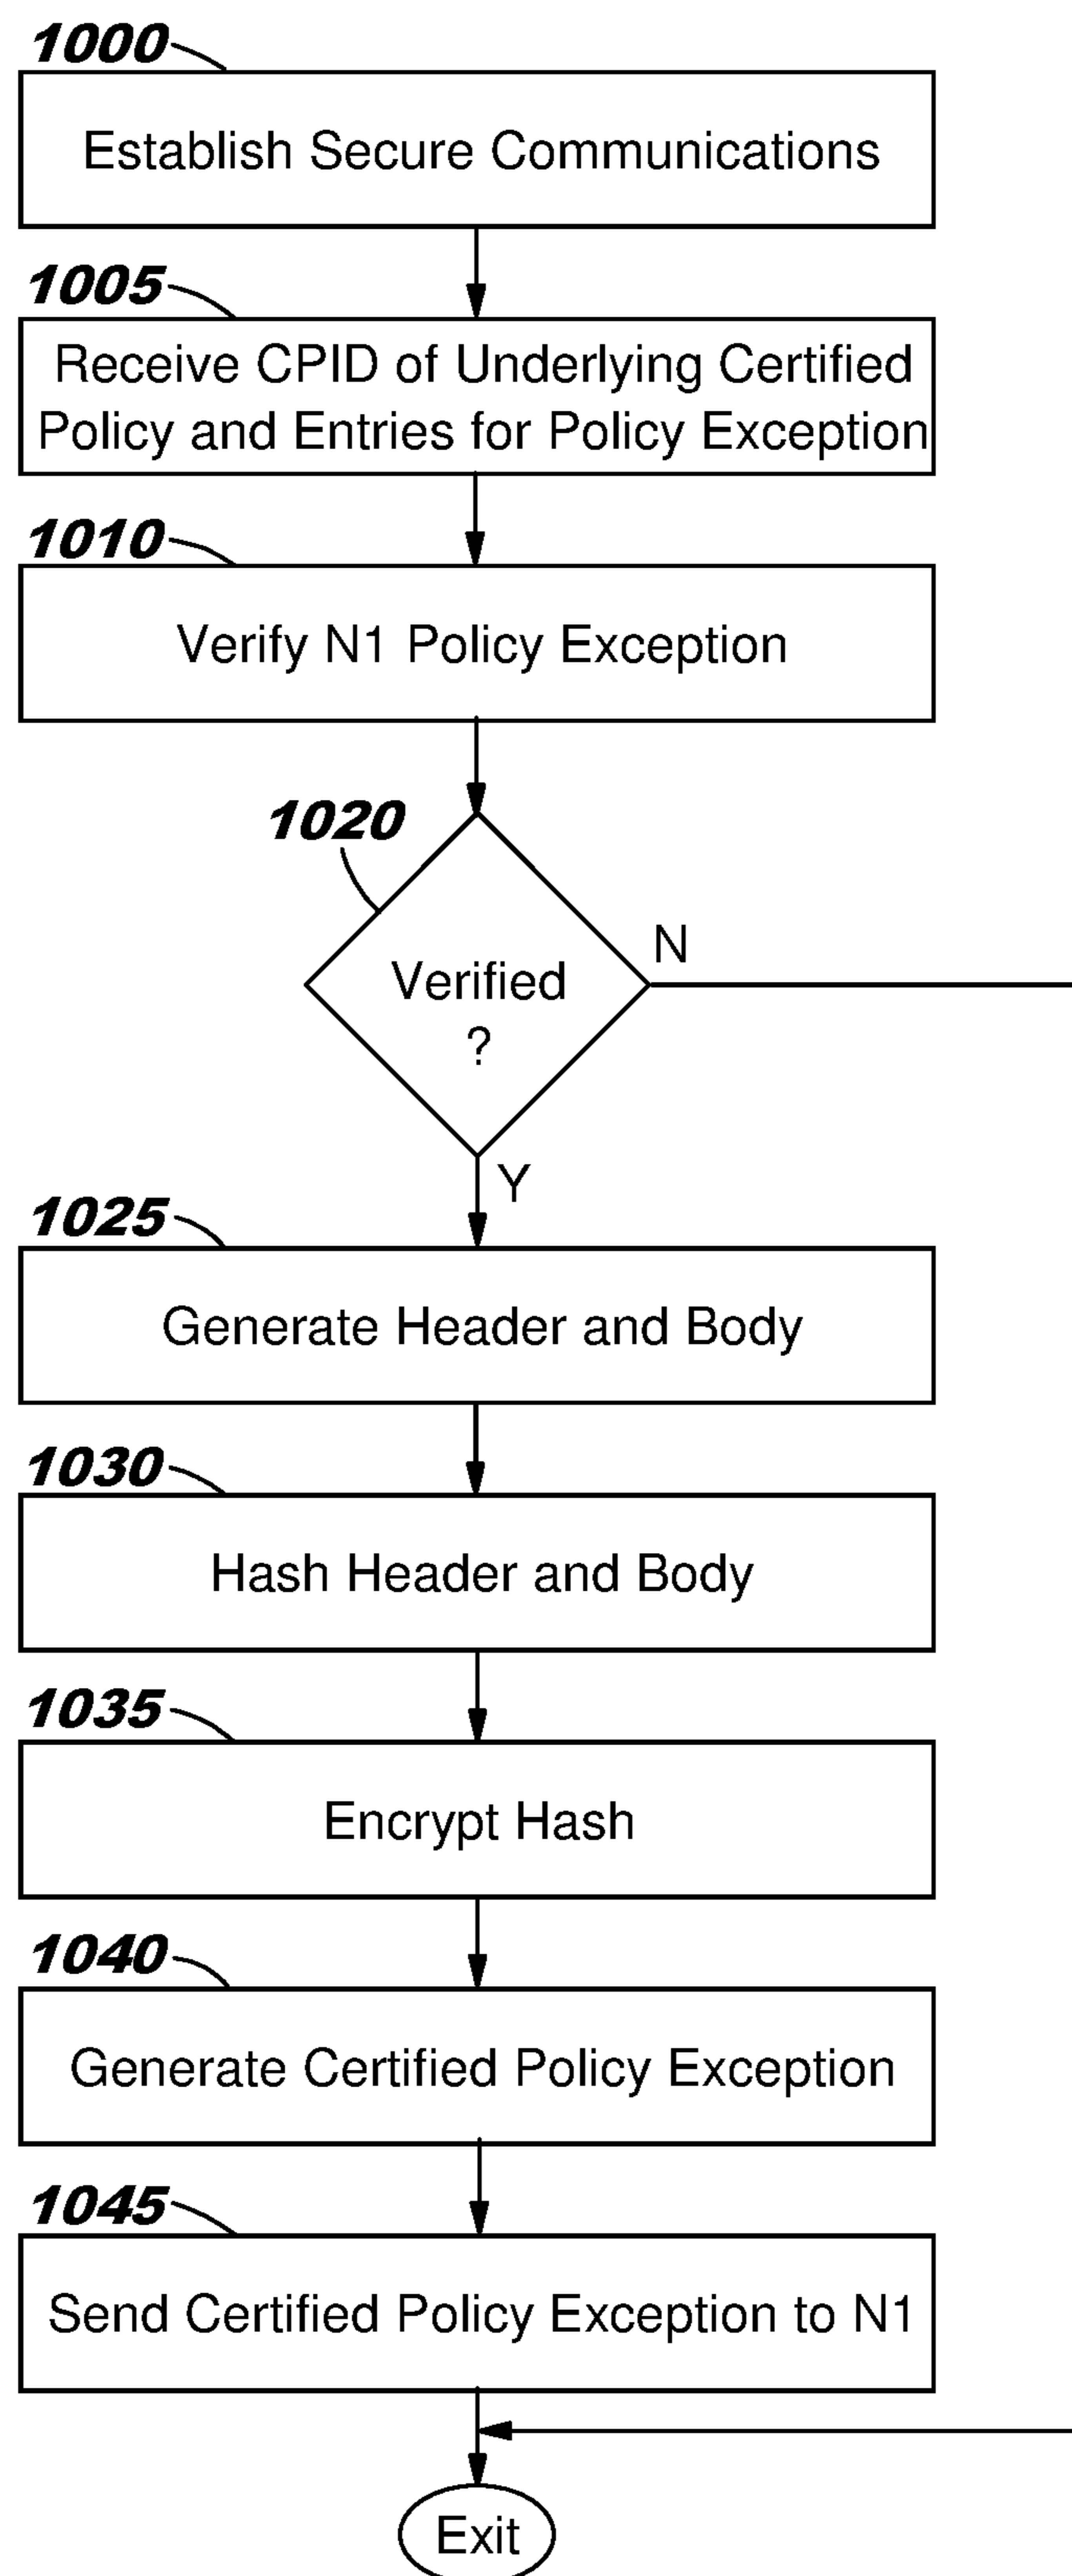 1000
Establish Secure Communications
1005
Receive CPID of Underlying Certified
Policy and Entries for Policy Exception
1010
Verify N1 Policy Exception
1020
Verified
?
N
Y
1025
Generate Header and Body
1030
Hash Header and Body
1035
Encrypt Hash
1040
Generate Certified Policy Exception
1045
Send Certified Policy Exception to N1
Exit